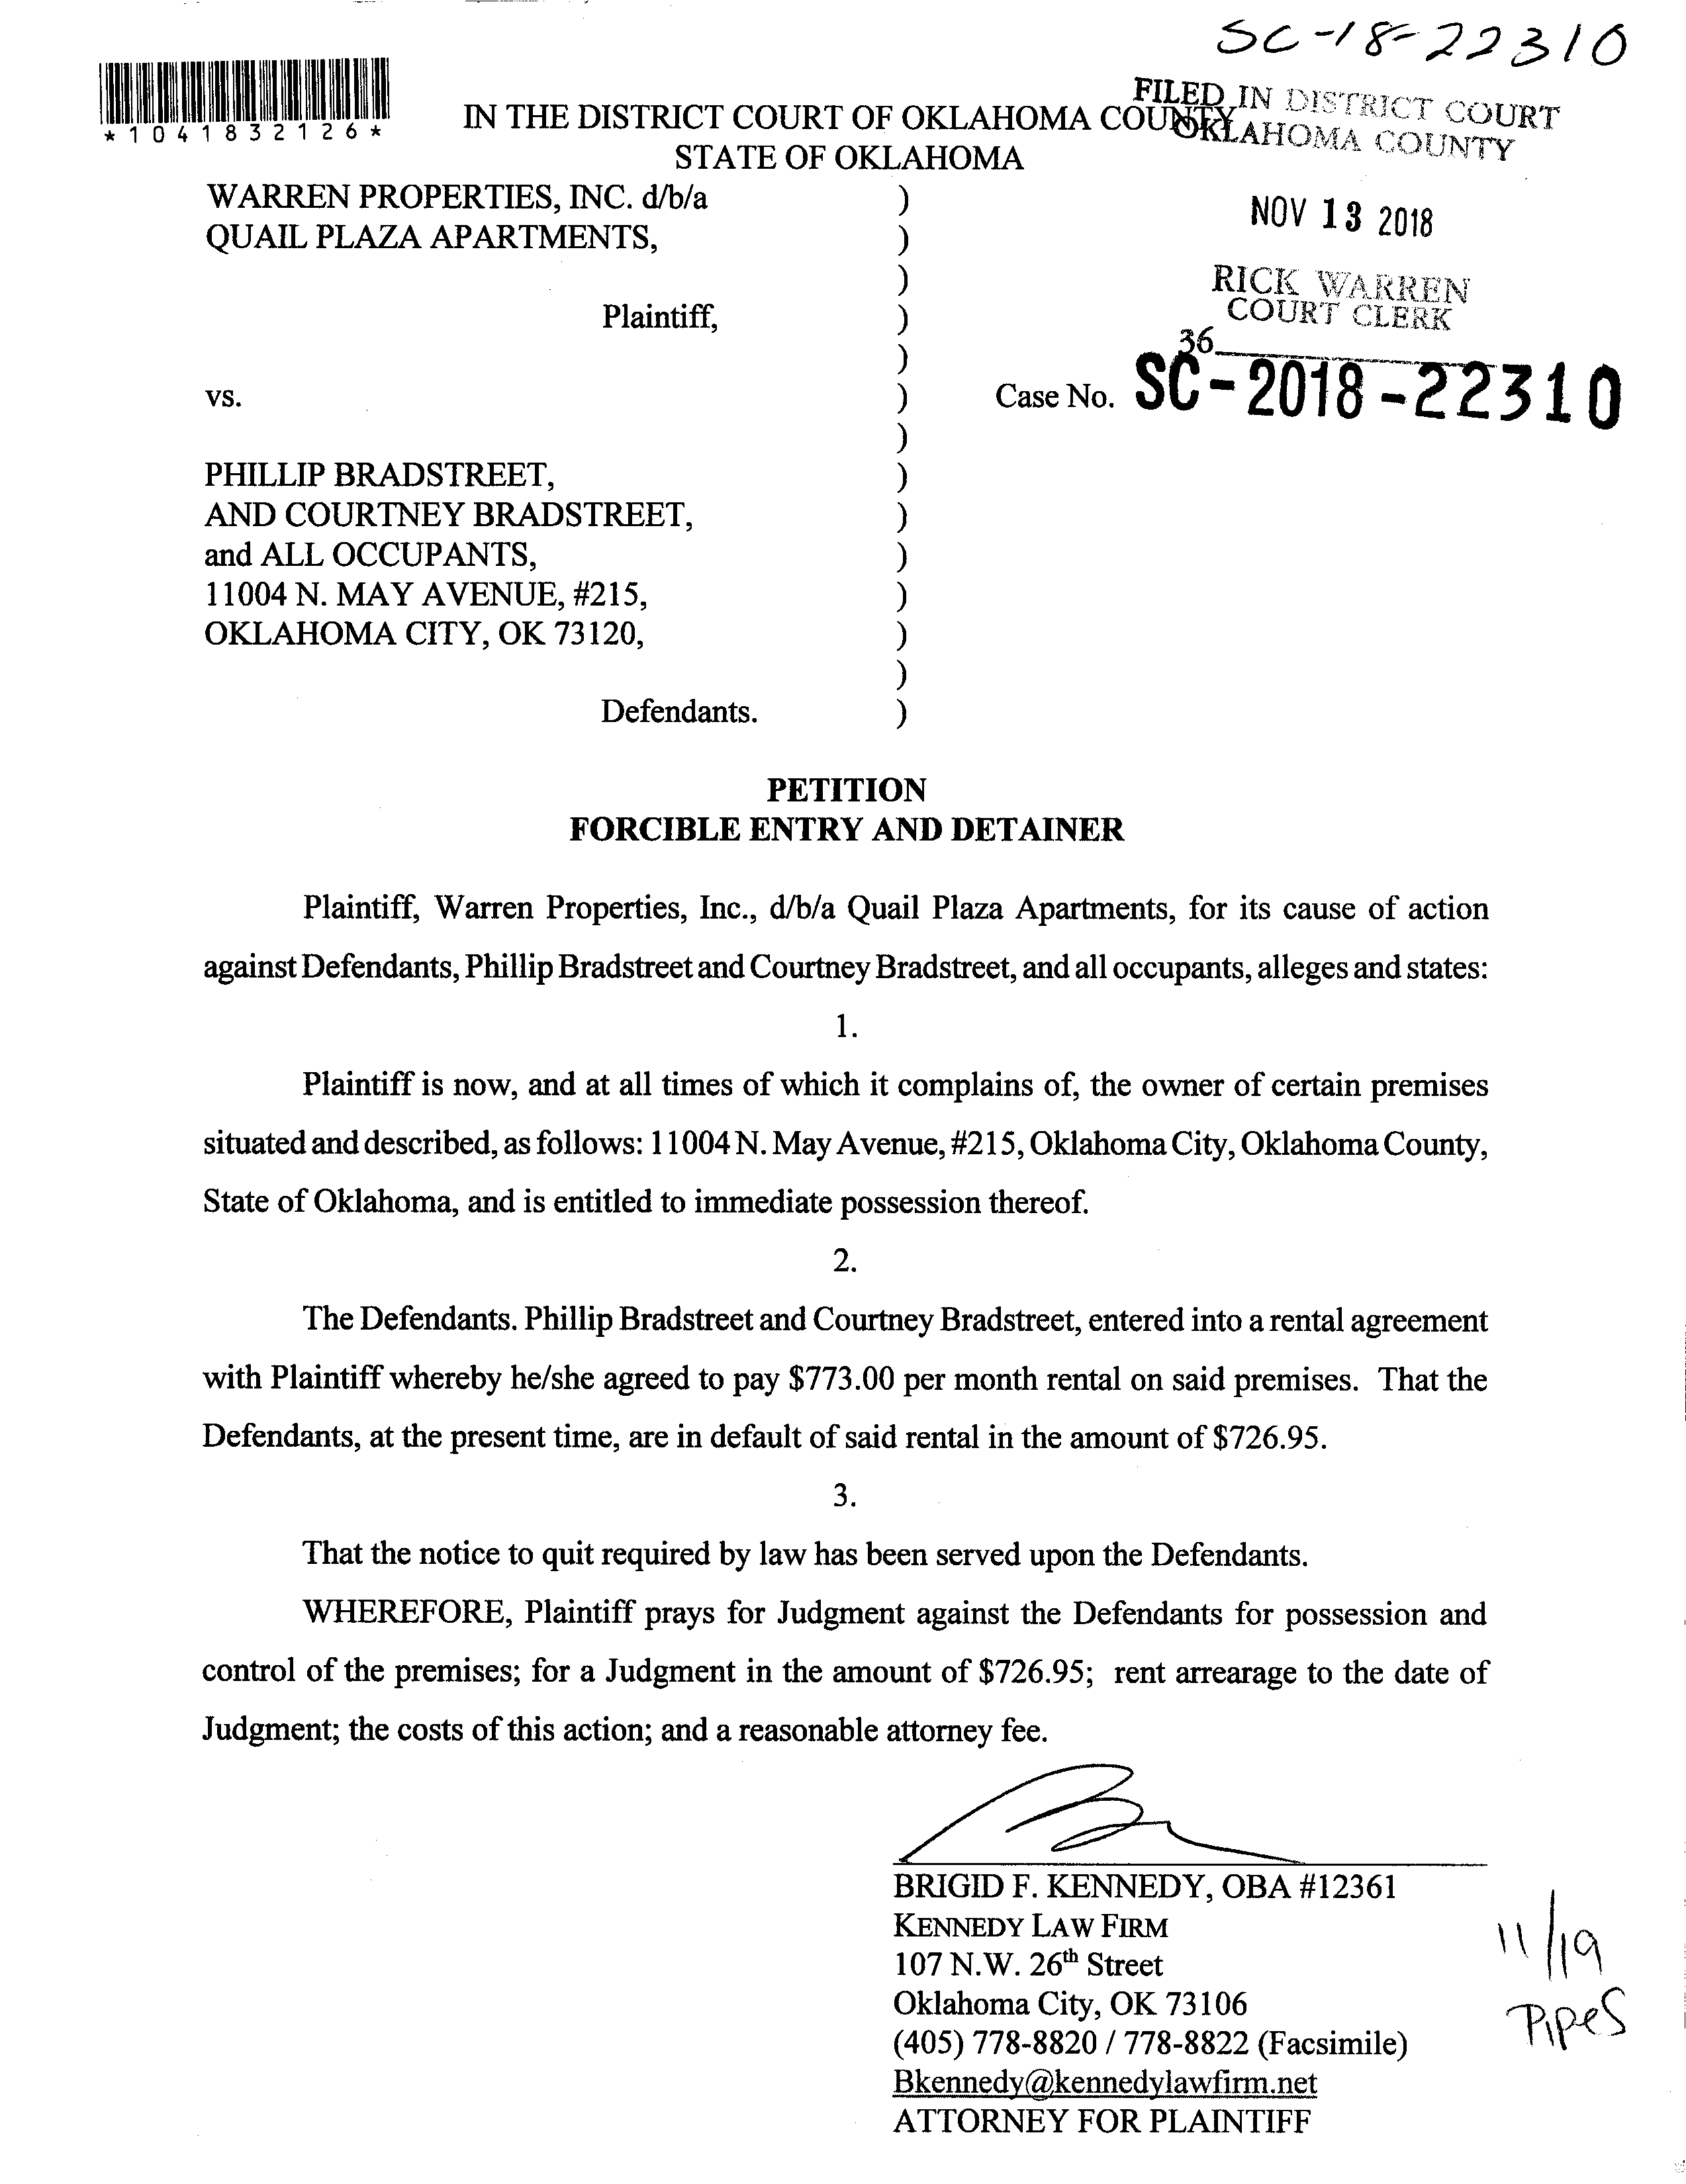 SC-18-22310
*1041832126*
FILED IN DISTRICT COURT
OKLAHOMA COUNTY
IN THE DISTRICT COURT OF OKLAHOMA COUNTY
STATE OF OKLAHOMA
NOV 13 2018
RICK WARREN
COURT CLERK
36
WARREN PROPERTIES, INC. d/b/a )
QUAIL PLAZA APARTMENTS, )
)
Plaintiff, )
)
vs. ) Case No. SC-2018-22310
)
PHILLIP BRADSTREET, )
AND COURTNEY BRADSTREET, )
and ALL OCCUPANTS, )
11004 N. MAY AVENUE, #215, )
OKLAHOMA CITY, OK 73120, )
)
Defendants. )
PETITION
FORCIBLE ENTRY AND DETAINER
Plaintiff, Warren Properties, Inc., d/b/a Quail Plaza Apartments, for its cause of action
against Defendants, Phillip Bradstreet and Courtney Bradstreet, and all occupants, alleges and states:
1.
Plaintiff is now, and at all times of which it complains of, the owner of certain premises
situated and described, as follows: 11004 N. May Avenue, #215, Oklahoma City, Oklahoma County,
State of Oklahoma, and is entitled to immediate possession thereof.
2.
The Defendants. Phillip Bradstreet and Courtney Bradstreet, entered into a rental agreement
with Plaintiff whereby he/she agreed to pay $773.00 per month rental on said premises. That the
Defendants, at the present time, are in default of said rental in the amount of $726.95.
3.
That the notice to quit required by law has been served upon the Defendants.
WHEREFORE, Plaintiff prays for Judgment against the Defendants for possession and
control of the premises; for a Judgment in the amount of $726.95; rent arrearage to the date of
Judgment; the costs of this action; and a reasonable attorney fee.
BRIGID F. KENNEDY, OBA #12361
KENNEDY LAW FIRM
107 N.W. 26th Street
Oklahoma City, OK 73106
(405) 778-8820 / 778-8822 (Facsimile)
Bkennedy@kennedylawfirm.net
ATTORNEY FOR PLAINTIFF
11/19
Pipes